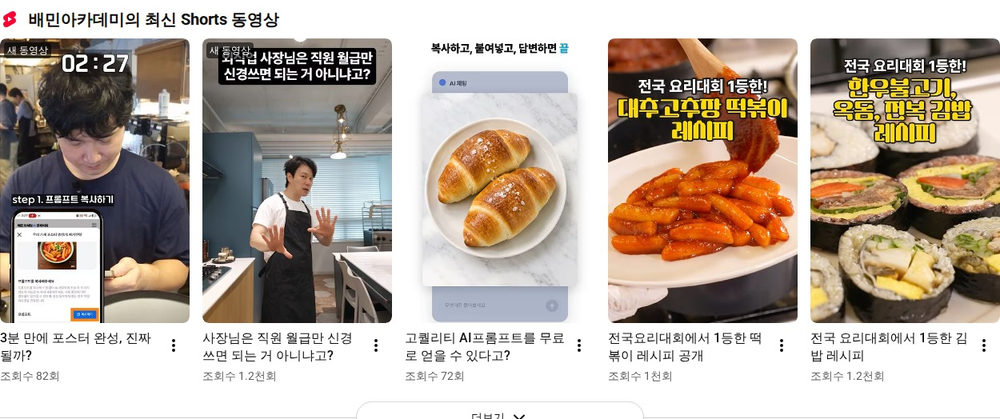 배민아카데미의 최신 Shorts 동영상
새 동영상
02:27
step 1. 프롬프트 복사하기
새 동영상
외식업 사장님은 직원 월급만
신경쓰면 되는 거 아니냐고?
복사하고, 붙여넣고, 답변하면 끝
AI 채팅
전국 요리대회 1등한!
대추고추장 떡볶이
레시피
전국 요리대회 1등한!
한우불고기,
옥돔, 전복 김밥
레시피
3분 만에 포스터 완성, 진짜
될까?
조회수 82회
사장님은 직원 월급만 신경
쓰면 되는 거 아니냐고?
조회수 1.2천회
고퀄리티 AI프롬프트를 무료
로 얻을 수 있다고?
조회수 72회
전국요리대회에서 1등한 떡
볶이 레시피 공개
조회수 1천회
전국 요리대회에서 1등한 김
밥 레시피
조회수 1.2천회
더보기